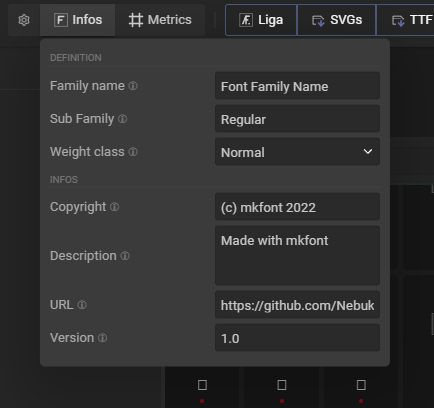 Infos Metrics Liga SVGs TTF
DEFINITION
Family name Font Family Name
Sub Family Regular
Weight class Normal
INFOS
Copyright (c) mkfont 2022
Description Made with mkfont
URL https://github.com/Nebuk
Version 1.0